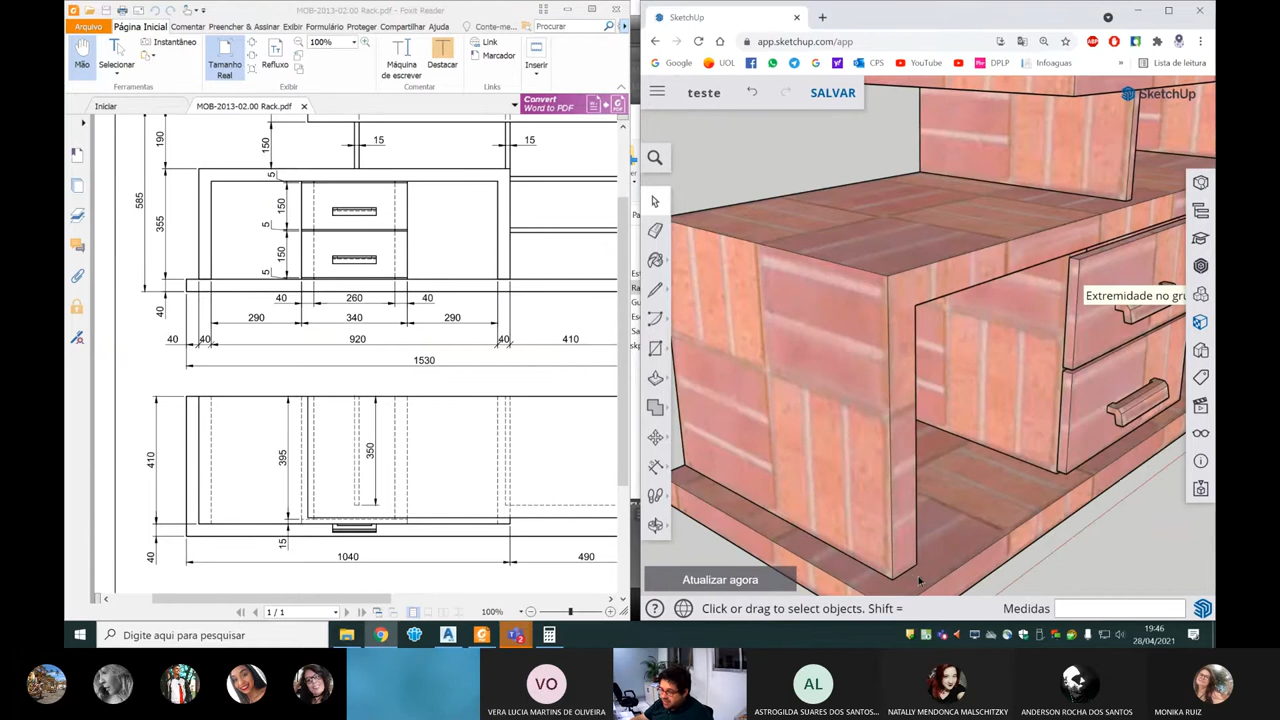 MOB-2013-02.00 Rack.pdf - Foxit Reader
Arquivo
Página Inicial
Comentar
Preencher & Assinar
Exibir
Formulário
Proteger
Compartilhar
Ajuda
Conte-me...
Procurar
Mão
Selecionar
Instantâneo
Tamanho
Real
Refluxo
100%
Máquina
de escrever
Destacar
Link
Marcador
Inserir
Ferramentas
Exibir
Comentar
Links
Iniciar
MOB-2013-02.00 Rack.pdf
Convert
Word to PDF
190
150
15
15
5
585
355
150
5
150
5
40
260
40
40
290
340
290
40
40
920
40
410
1530
410
395
350
40
15
1040
490
1 / 1
100%
SketchUp
app.sketchup.com/app
Google
UOL
CPS
YouTube
DPLP
Infoaguas
»
Lista de leitura
teste
SALVAR
SketchUp
Extremidade no gru
Atualizar agora
Click or drag to select objects. Shift =
Medidas
Digite aqui para pesquisar
19:46
28/04/2021
VO
VERA LUCIA MARTINS DE OLIVEIRA
AL
ASTROGILDA SUARES DOS SANTOS...
NATALLY MENDONCA MALSCHITZKY
ANDERSON ROCHA DOS SANTOS
MONIKA RUIZ